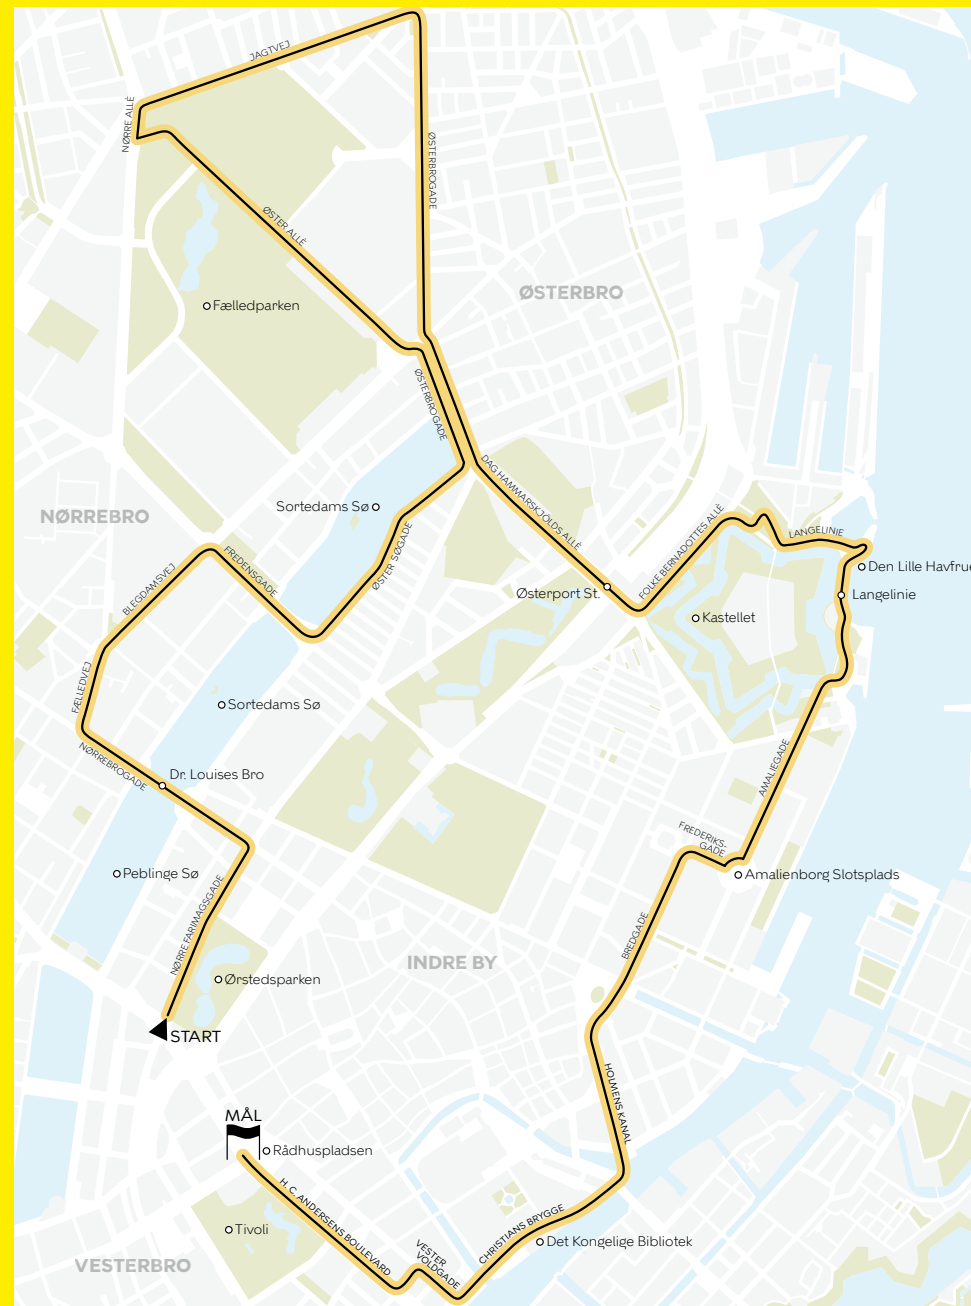 JAGTVEJ
NØRRE ALLÉ
ØSTERBROGADE
ØSTER ALLÉ
ØSTERBRO
Fælledparken
ØSTERBROGADE
DAG HAMMARSKJÖLDS ALLÉ
Sortedams Sø
NØRREBRO
FOLKE BERNADOTTES ALLÉ
LANGELINIE
ØSTER SØGADE
FREDENSGADE
BLEGDAMSVEJ
Den Lille Havfrue
Østerport St.
Langelinie
Kastellet
FÆLLEDVEJ
Sortedams Sø
NØRREBROGADE
Dr. Louises Bro
AMALIEGADE
FREDERIKS-
GADE
Peblinge Sø
Amalienborg Slotsplads
NØRRE FARIMAGSGADE
BREDGADE
INDRE BY
Ørstedsparken
START
HOLMENS KANAL
MÅL
Rådhuspladsen
H. C. ANDERSENS BOULEVARD
Tivoli
CHRISTIANS BRYGGE
Det Kongelige Bibliotek
VESTER
VOLDGADE
VESTERBRO